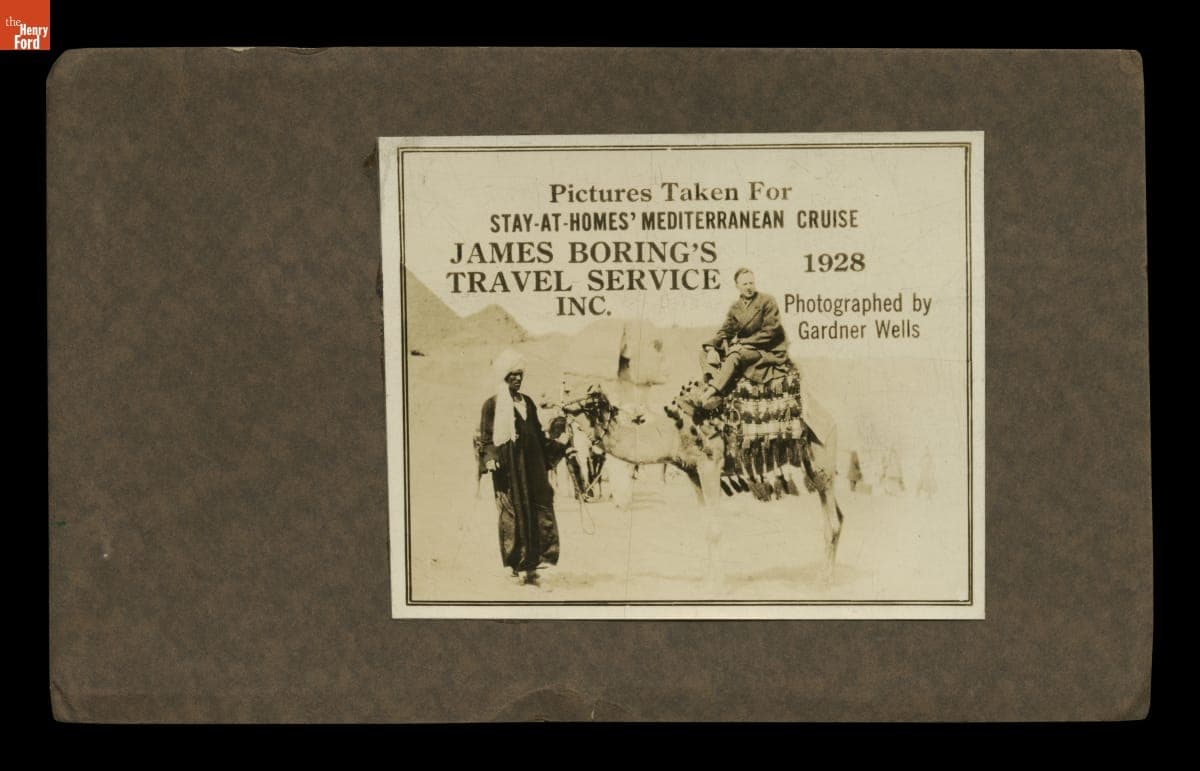 the
Henry
Ford
Pictures Taken For
STAY-AT-HOMES' MEDITERRANEAN CRUISE
JAMES BORING'S
TRAVEL SERVICE
INC.
1928
Photographed by
Gardner Wells